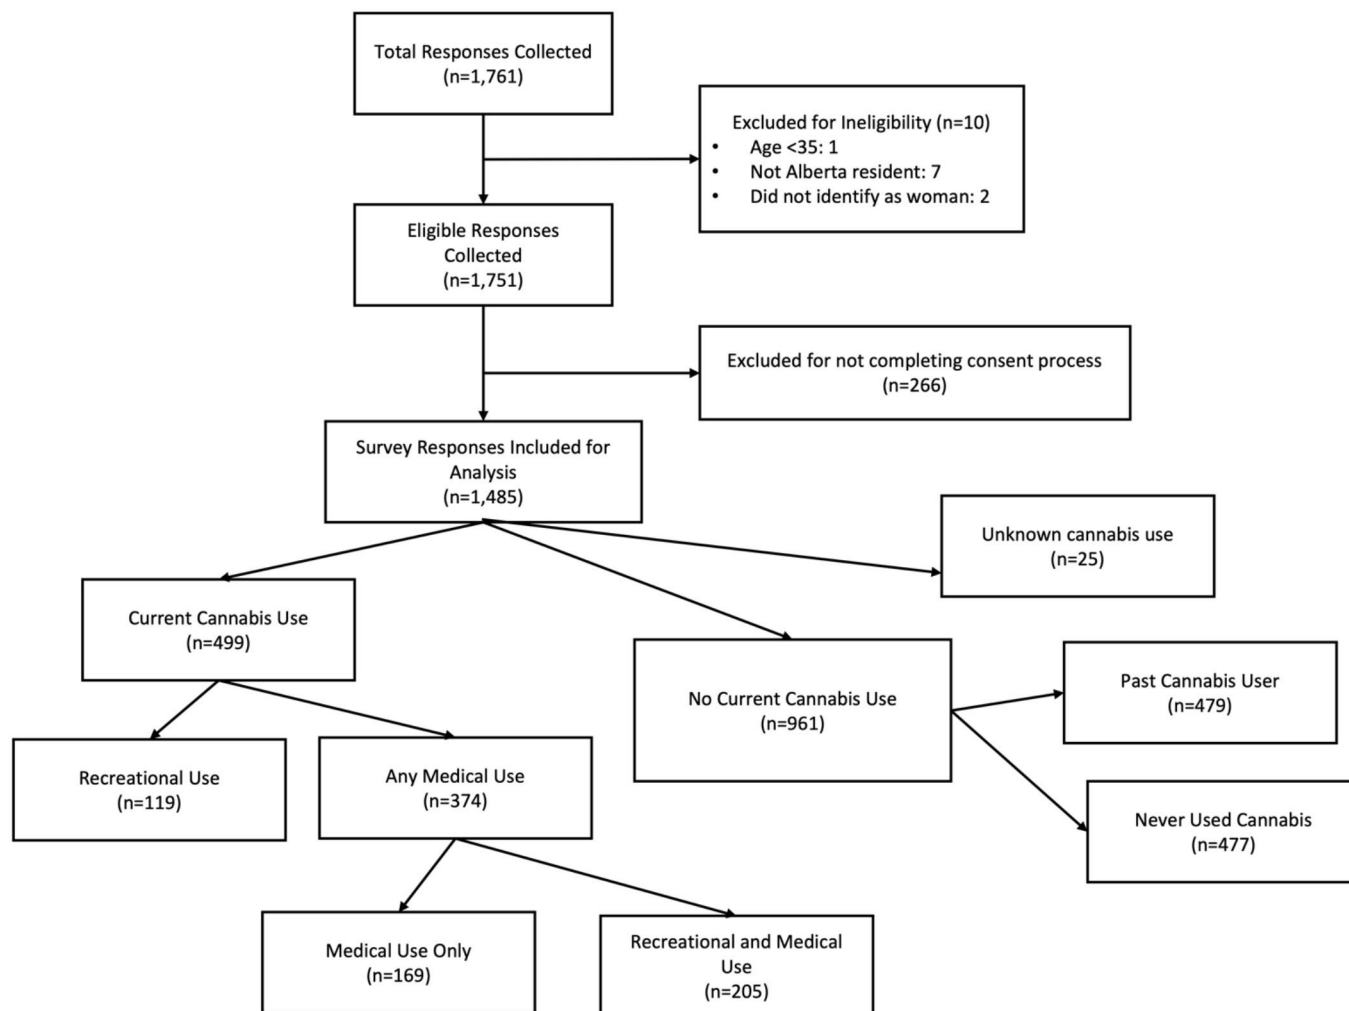 Total Responses Collected
(n=1,761)
Excluded for Ineligibility (n=10)
• Age <35: 1
• Not Alberta resident: 7
• Did not identify as woman: 2
Eligible Responses
Collected
(n=1,751)
Excluded for not completing consent process
(n=266)
Survey Responses Included for
Analysis
(n=1,485)
Unknown cannabis use
(n=25)
Current Cannabis Use
(n=499)
No Current Cannabis Use
(n=961)
Past Cannabis User
(n=479)
Never Used Cannabis
(n=477)
Recreational Use
(n=119)
Any Medical Use
(n=374)
Medical Use Only
(n=169)
Recreational and Medical
Use
(n=205)